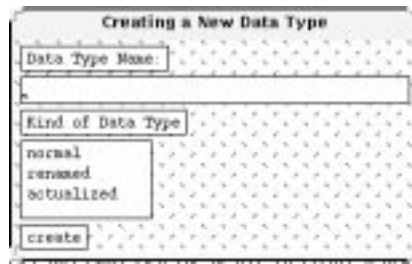 Creating a New Data Type
Data Type Name:
Kind of Data Type
normal
renamed
actualized
create